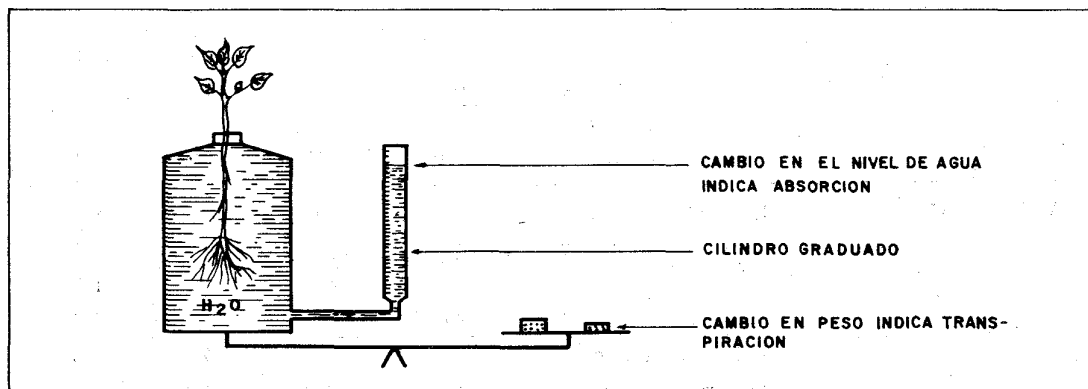 CAMBIO EN EL NIVEL DE AGUA
INDICA ABSORCION
CILINDRO GRADUADO
H2O
CAMBIO EN PESO INDICA TRANS-
PIRACION